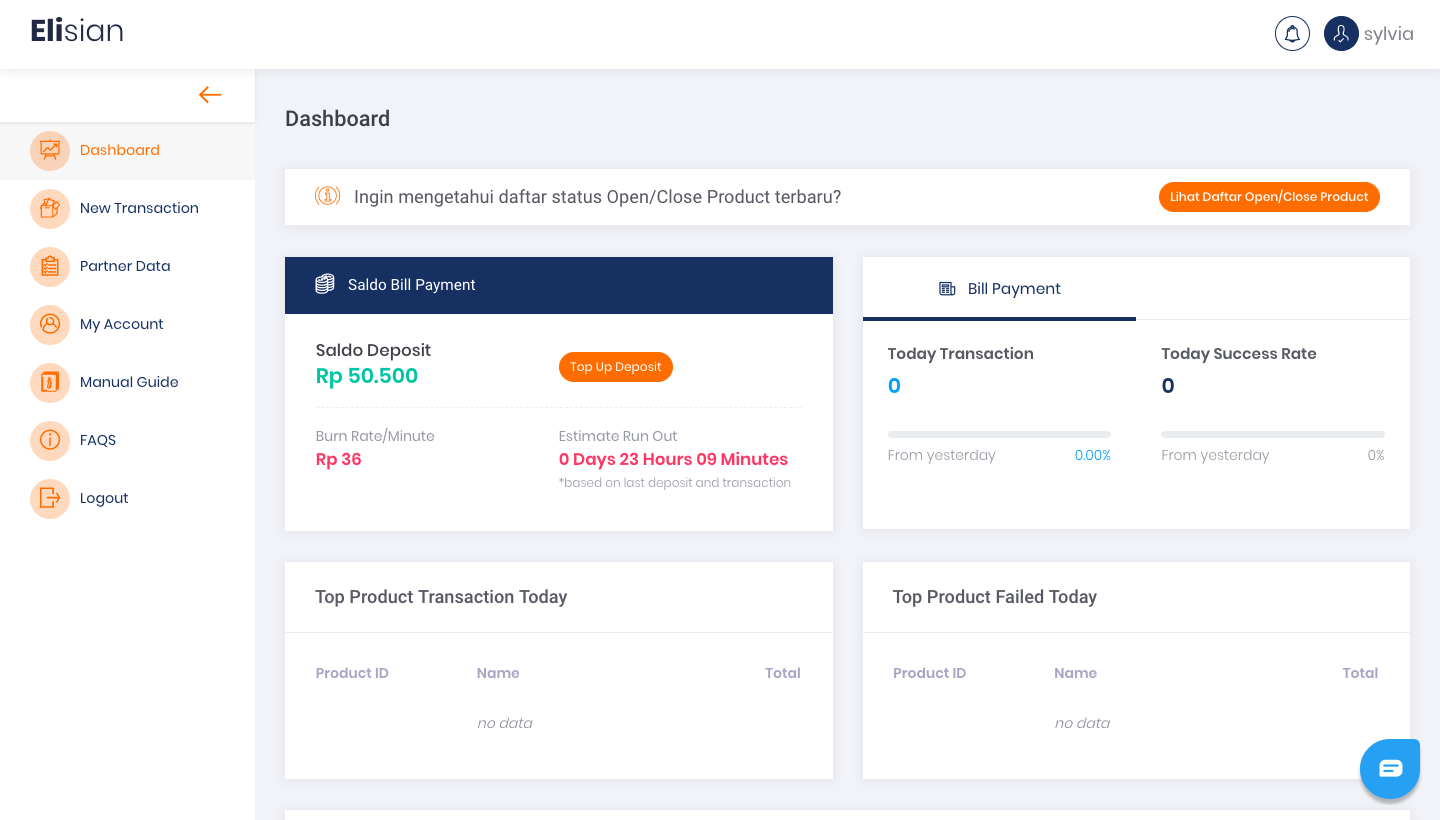 Elisian
sylvia
Dashboard
New Transaction
Partner Data
My Account
Manual Guide
FAQS
Logout
Dashboard
Ingin mengetahui daftar status Open/Close Product terbaru?
Lihat Daftar Open/Close Product
Saldo Bill Payment
Saldo Deposit
Rp 50.500
Top Up Deposit
Burn Rate/Minute
Rp 36
Estimate Run Out
0 Days 23 Hours 09 Minutes
*based on last deposit and transaction
Bill Payment
Today Transaction
0
From yesterday 0.00%
Today Success Rate
0
From yesterday 0%
Top Product Transaction Today
Product ID Name Total
no data
Top Product Failed Today
Product ID Name Total
no data